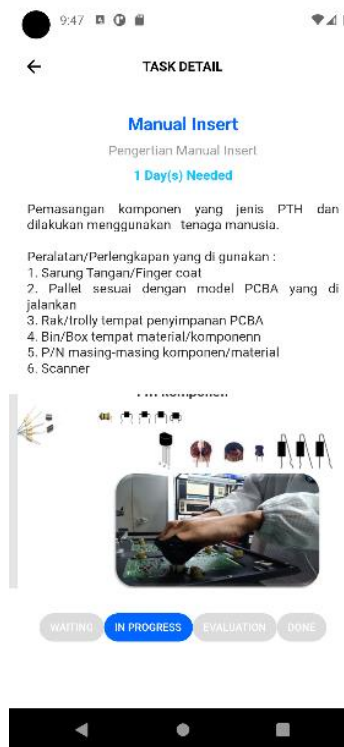 9:47
TASK DETAIL
Manual Insert
Pengertian Manual Insert
1 Day(s) Needed
Pemasangan komponen yang jenis PTH dan
dilakukan menggunakan tenaga manusia.
Peralatan/Perlengkapan yang di gunakan :
1. Sarung Tangan/Finger coat
2. Pallet sesuai dengan model PCBA yang di
jalankan
3. Rak/trolly tempat penyimpanan PCBA
4. Bin/Box tempat material/komponenn
5. P/N masing-masing komponen/material
6. Scanner
komponen
WAITING IN PROGRESS EVALUATION DONE